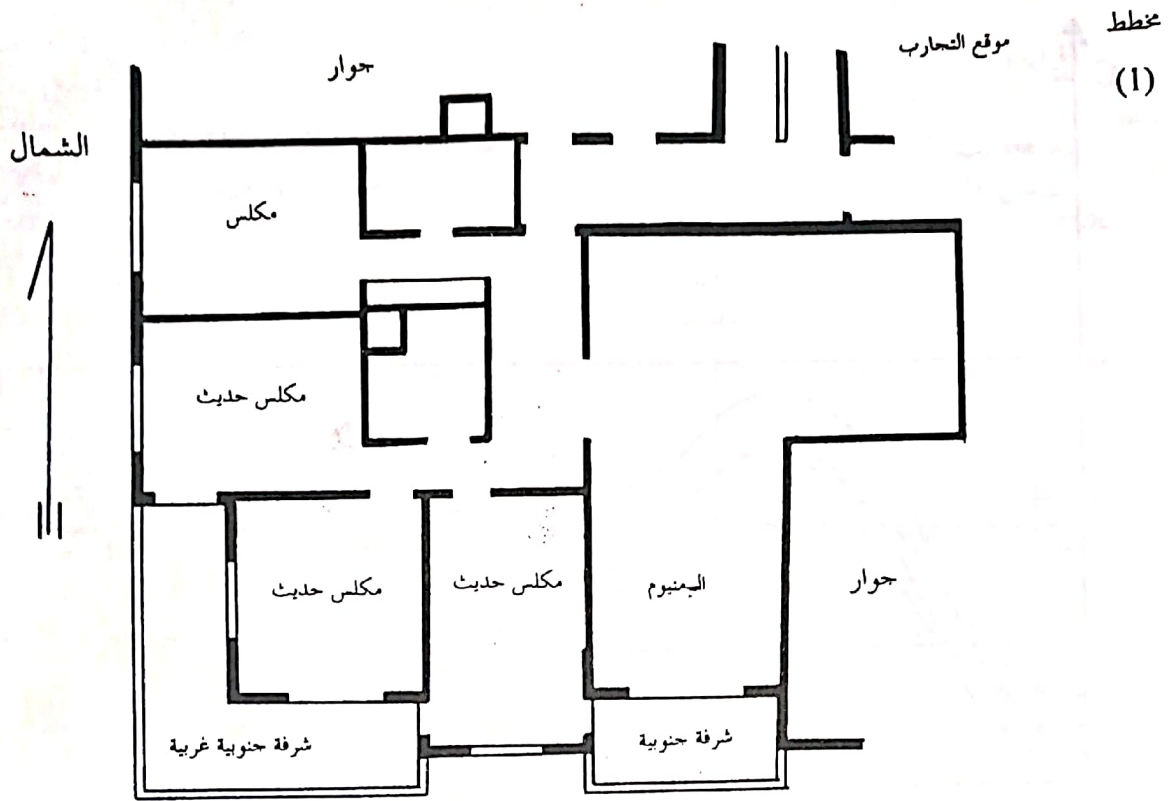 مخطط
(1)
موقع التجارب
جوار
الشمال
مكلس
مكلس حديث
مكلس حديث
مكلس حديث
جوار
شرفة جنوبية غربية
شرفة جنوبية